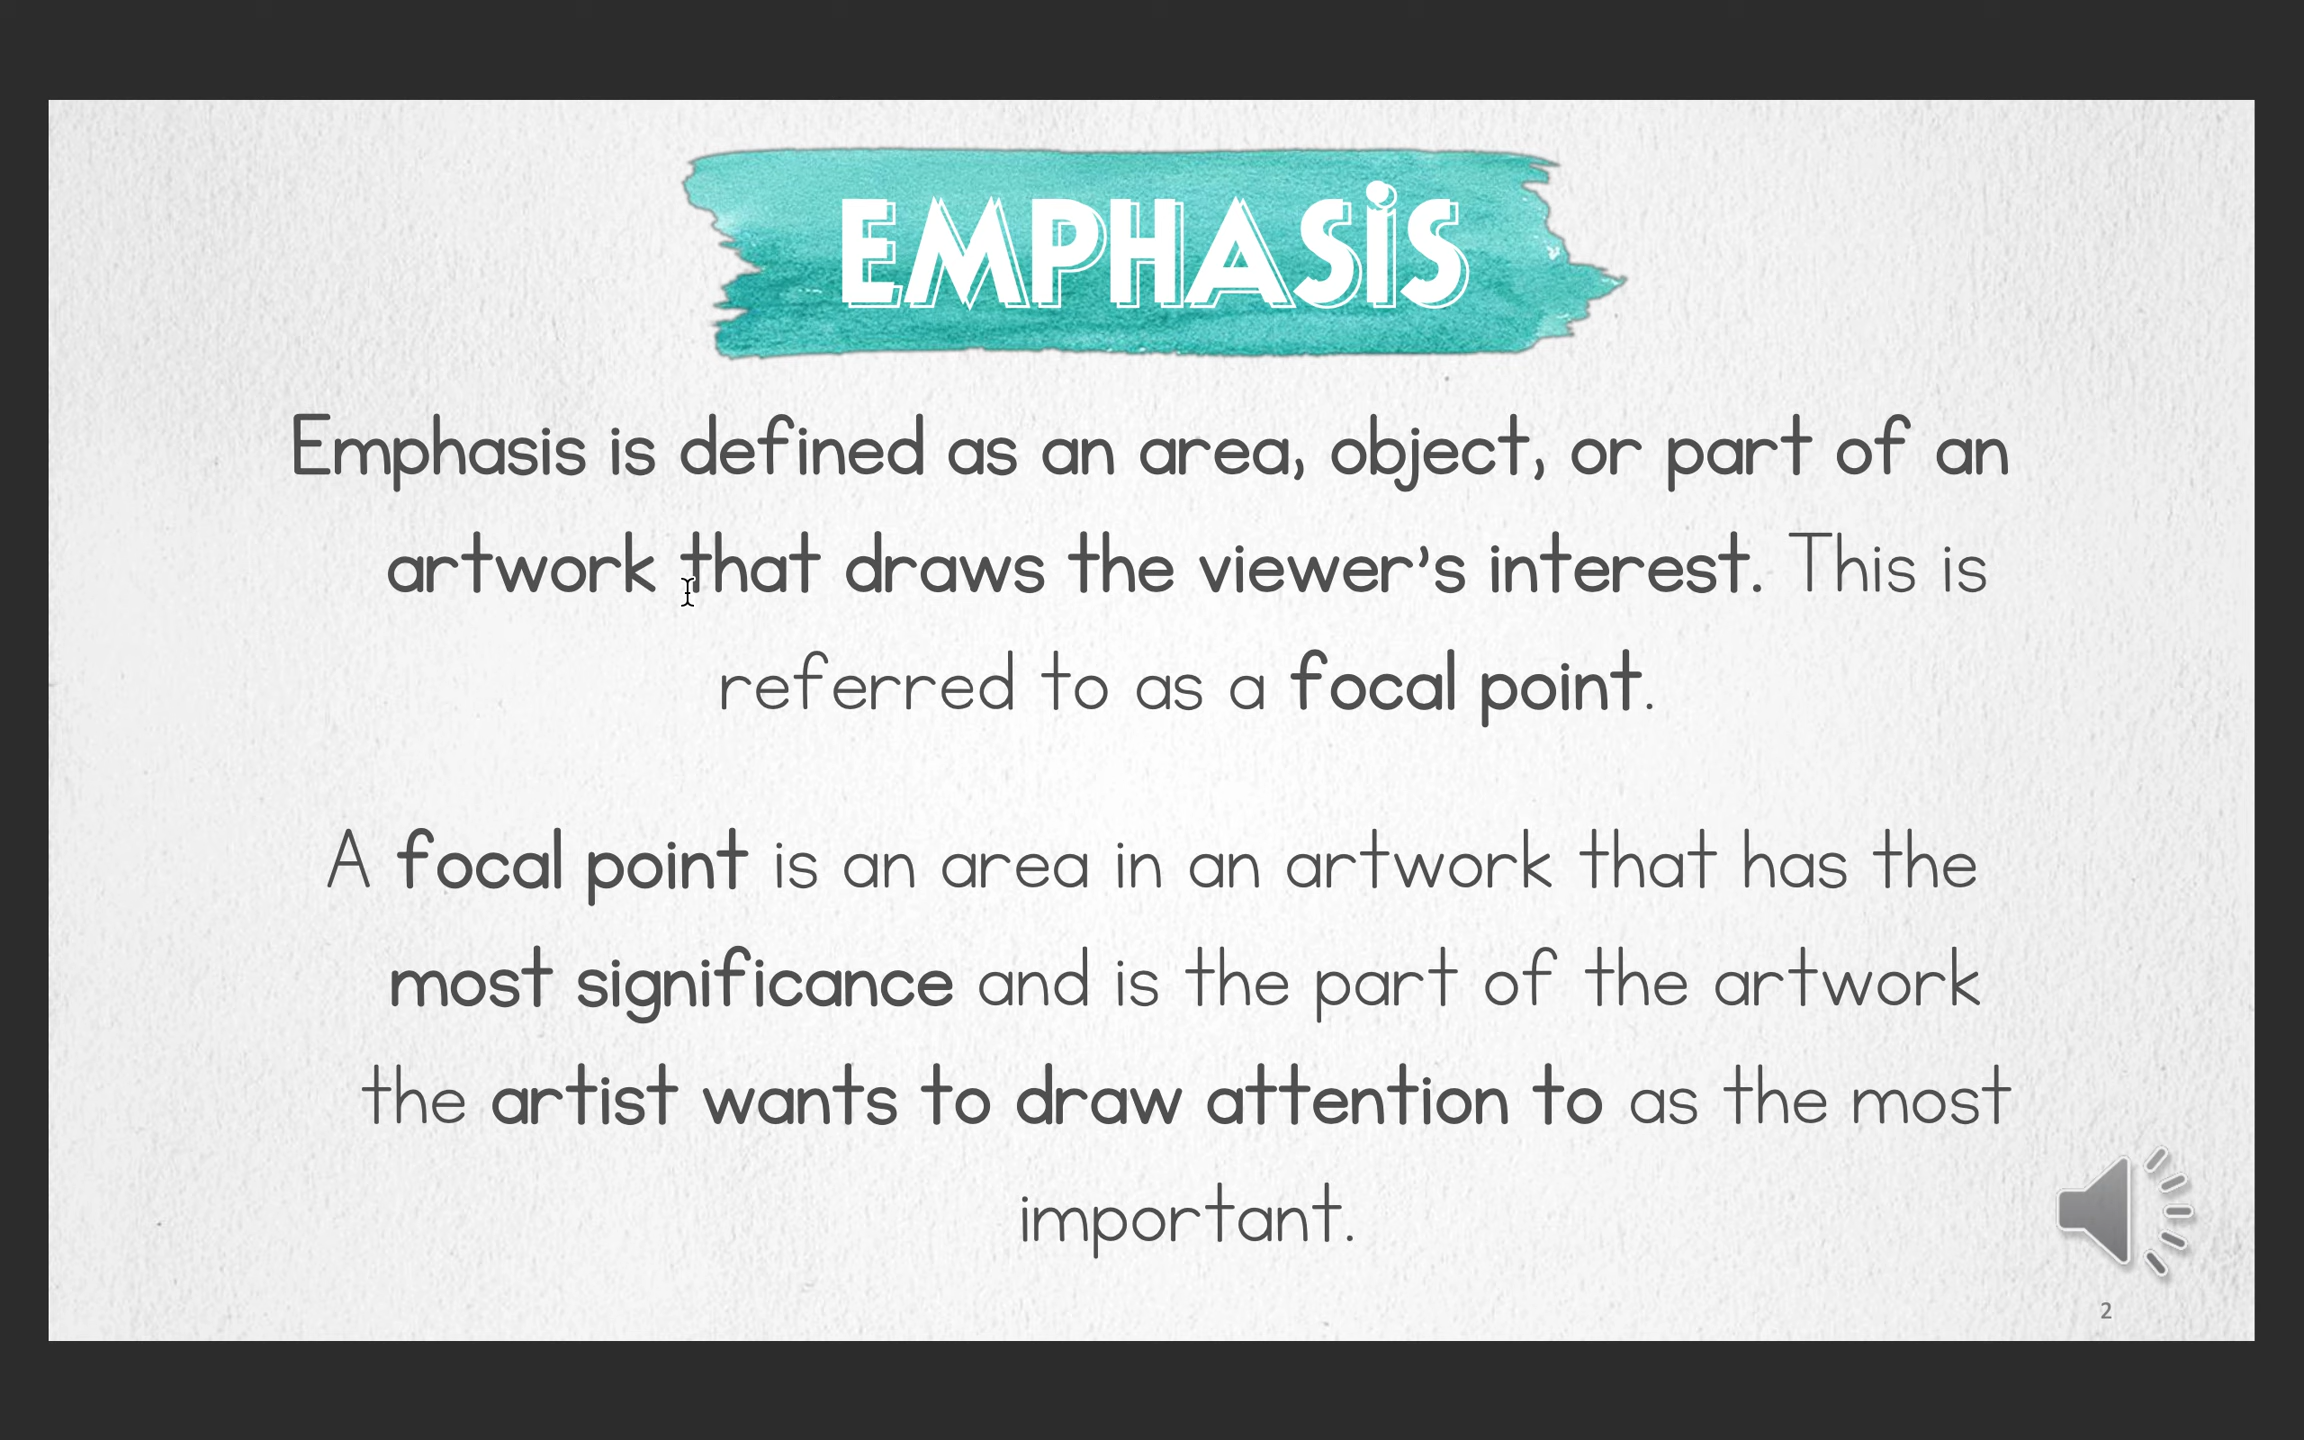 EMPHASiS
Emphasis is defined as an area, object, or part of an
artwork that draws the viewer's interest. This is
referred to as a focal point.
A focal point is an area in an artwork that has the
most significance and is the part of the artwork
the artist wants to draw attention to as the most
important.
2